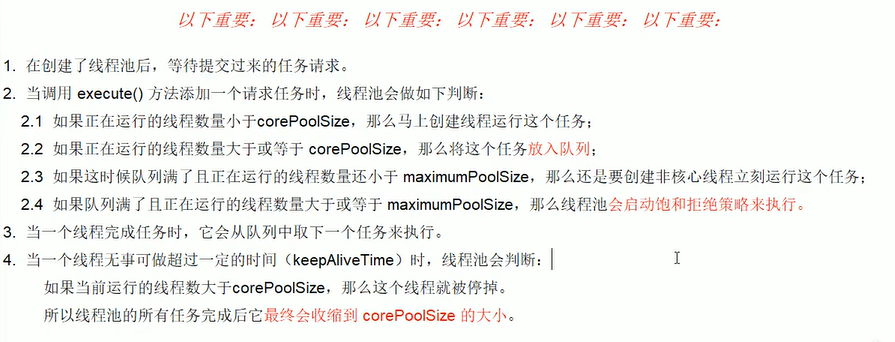 以下重要： 以下重要： 以下重要： 以下重要： 以下重要： 以下重要：
1. 在创建了线程池后，等待提交过来的任务请求。
2. 当调用 execute() 方法添加一个请求任务时，线程池会做如下判断：
2.1 如果正在运行的线程数量小于corePoolSize，那么马上创建线程运行这个任务；
2.2 如果正在运行的线程数量大于或等于 corePoolSize，那么将这个任务放入队列；
2.3 如果这时候队列满了且正在运行的线程数量还小于 maximumPoolSize，那么还是要创建非核心线程立刻运行这个任务；
2.4 如果队列满了且正在运行的线程数量大于或等于 maximumPoolSize，那么线程池会启动饱和拒绝策略来执行。
3. 当一个线程完成任务时，它会从队列中取下一个任务来执行。
4. 当一个线程无事可做超过一定的时间（keepAliveTime）时，线程池会判断：
如果当前运行的线程数大于corePoolSize，那么这个线程就被停掉。
所以线程池的所有任务完成后它最终会收缩到 corePoolSize 的大小。